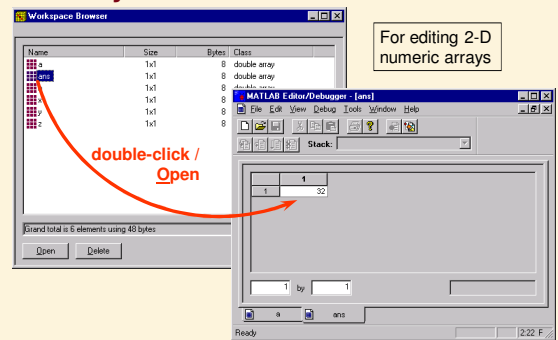 Workspace Browser
Name Size Bytes Class
a 1x1 8 double array
ans 1x1 8 double array
1x1 8 double array
x 1x1 8
y 1x1 8
z 1x1 8
Grand total is 6 elements using 48 bytes
Open Delete
For editing 2-D
numeric arrays
double-click /
Open
MATLAB Editor/Debugger - [ans]
File Edit View Debug Tools Window Help
Stack:
1
1 32
1 by 1
a ans
Ready 2:22 F